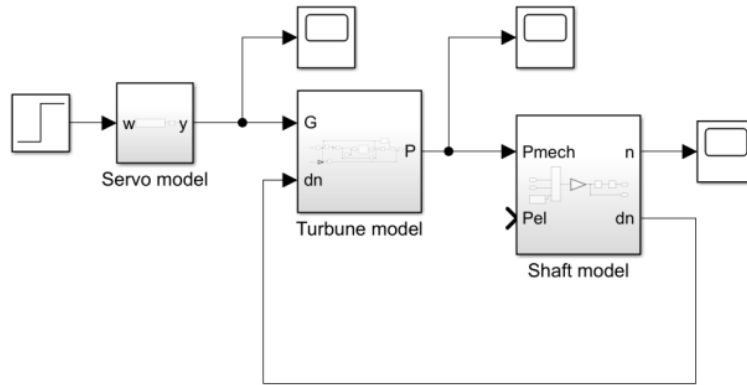 w y
Servo model
G
dn
P
Turbune model
Pmech
Pel
n
dn
Shaft model